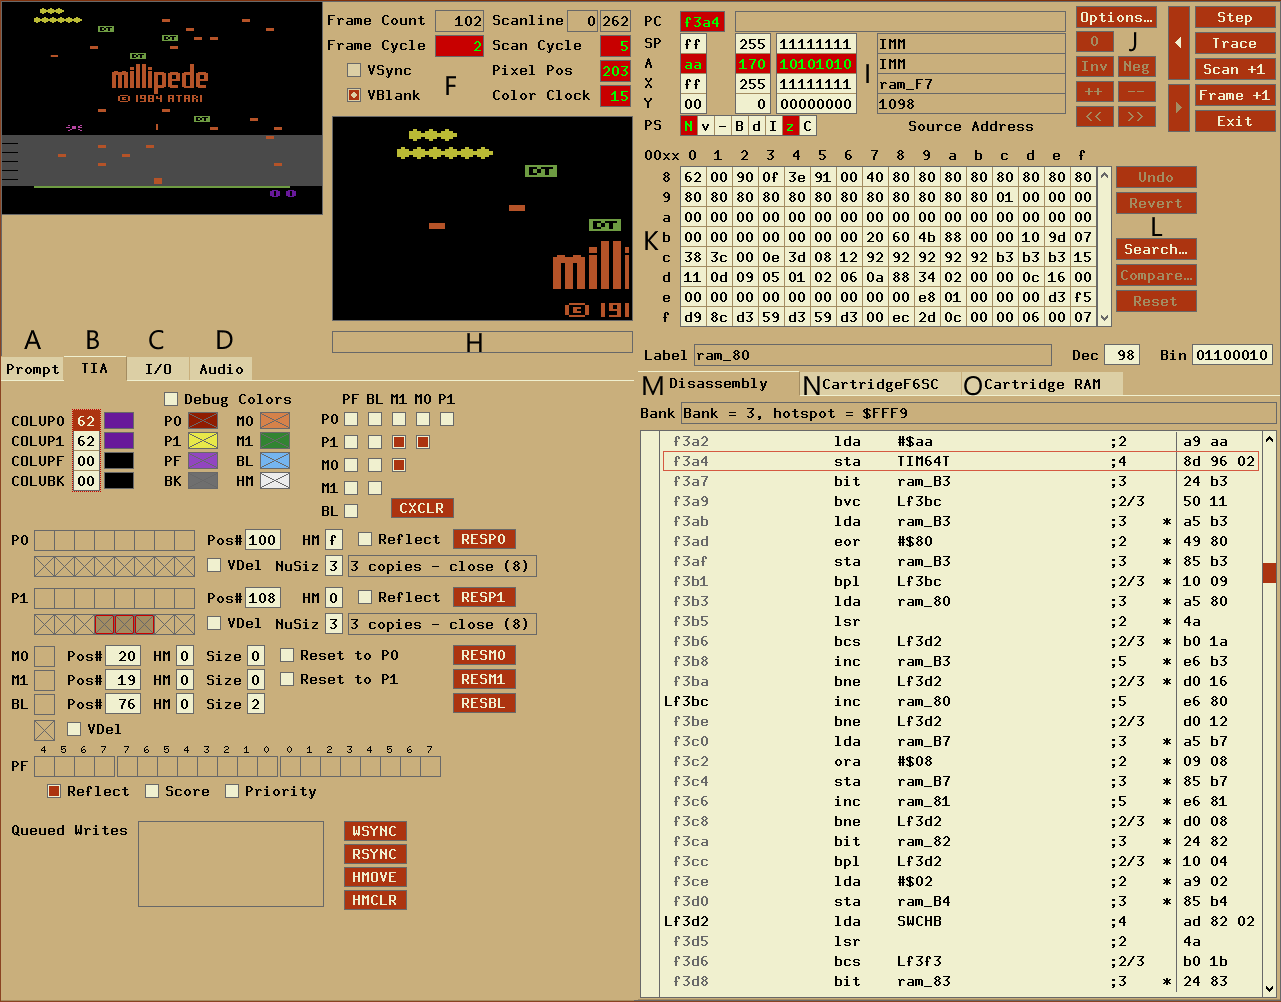 millipede
© 1984 ATARI
DT
DT
DT
DT
Frame Count 102 Scanline 0 262
Frame Cycle 2 Scan Cycle 5
VSync Pixel Pos 203
VBlank F Color Clock 15
DT
DT
milli
© 191
H
PC f3a4
SP ff 255 11111111 IMM
A aa 170 10101010 IMM
X ff 255 11111111 I ram_F7
Y 00 0 00000000 1098
PS N v - B d I z C Source Address
Options... Step
0 J Trace
Inv Neg Scan +1
++ -- Frame +1
<< >> Exit
00xx 0 1 2 3 4 5 6 7 8 9 a b c d e f
8 62 00 90 0f 3e 91 00 40 80 80 80 80 80 80 80 80
9 80 80 80 80 80 80 80 80 80 80 80 80 01 00 00 00
a 00 00 00 00 00 00 00 00 00 00 00 00 00 00 00 00
b 00 00 00 00 00 00 00 20 60 4b 88 00 00 10 9d 07
c 38 3c 00 0e 3d 08 12 92 92 92 92 92 b3 b3 b3 15
d 11 0d 09 05 01 02 06 0a 88 34 02 00 00 0c 16 00
e 00 00 00 00 00 00 00 00 00 e8 01 00 00 00 d3 f5
f d9 8c d3 59 d3 59 d3 00 ec 2d 0c 00 00 06 00 07
K
Undo
Revert
L
Search...
Compare...
Reset
Label ram_80 Dec 98 Bin 01100010
A B C D
Prompt TIA I/O Audio
Debug Colors
COLUP0 62 P0 M0
COLUP1 62 P1 M1
COLUPF 00 PF BL
COLUBK 00 BK HM
PF BL M1 M0 P1
P0
P1
M0
M1
BL CXCLR
P0 Pos# 100 HM f Reflect RESP0
VDel NuSiz 3 3 copies - close (8)
P1 Pos# 108 HM 0 Reflect RESP1
VDel NuSiz 3 3 copies - close (8)
M0 Pos# 20 HM 0 Size 0 Reset to P0 RESM0
M1 Pos# 19 HM 0 Size 0 Reset to P1 RESM1
BL Pos# 76 HM 0 Size 2 RESBL
VDel
4 5 6 7 7 6 5 4 3 2 1 0 0 1 2 3 4 5 6 7
PF
Reflect Score Priority
Queued Writes WSYNC
RSYNC
HMOVE
HMCLR
M Disassembly N CartridgeF6SC O Cartridge RAM
Bank Bank = 3, hotspot = $FFF9
f3a2 lda #$aa ;2 a9 aa
f3a4 sta TIM64T ;4 8d 96 02
f3a7 bit ram_B3 ;3 24 b3
f3a9 bvc Lf3bc ;2/3 50 11
f3ab lda ram_B3 ;3 * a5 b3
f3ad eor #$80 ;2 * 49 80
f3af sta ram_B3 ;3 * 85 b3
f3b1 bpl Lf3bc ;2/3 * 10 09
f3b3 lda ram_80 ;3 * a5 80
f3b5 lsr ;2 * 4a
f3b6 bcs Lf3d2 ;2/3 * b0 1a
f3b8 inc ram_B3 ;5 * e6 b3
f3ba bne Lf3d2 ;2/3 * d0 16
Lf3bc inc ram_80 ;5 e6 80
f3be bne Lf3d2 ;2/3 d0 12
f3c0 lda ram_B7 ;3 * a5 b7
f3c2 ora #$08 ;2 * 09 08
f3c4 sta ram_B7 ;3 * 85 b7
f3c6 inc ram_81 ;5 * e6 81
f3c8 bne Lf3d2 ;2/3 * d0 08
f3ca bit ram_82 ;3 * 24 82
f3cc bpl Lf3d2 ;2/3 * 10 04
f3ce lda #$02 ;2 * a9 02
f3d0 sta ram_B4 ;3 * 85 b4
Lf3d2 lda SWCHB ;4 ad 82 02
f3d5 lsr ;2 4a
f3d6 bcs Lf3f3 ;2/3 b0 1b
f3d8 bit ram_83 ;3 * 24 83